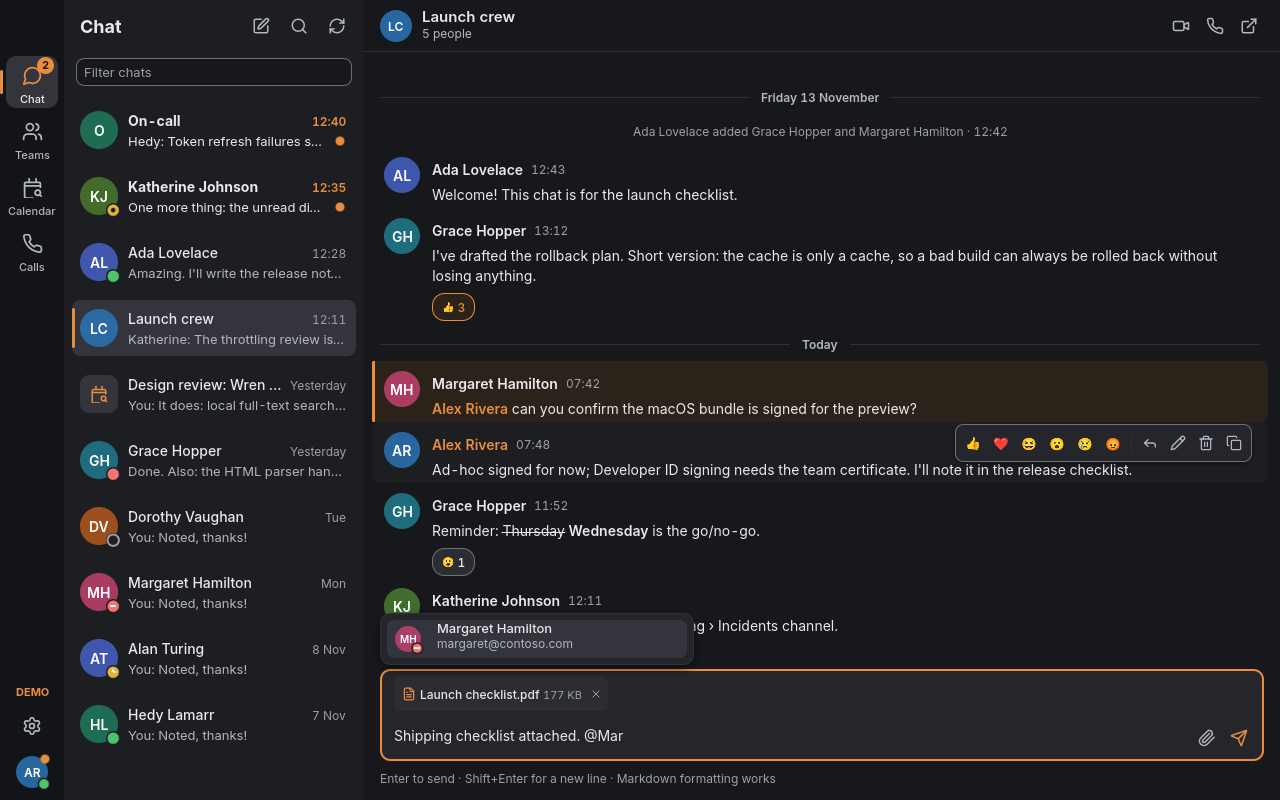 2
Chat
Teams
Calendar
Calls
DEMO
AR
Chat
Filter chats
O
On-call
12:40
Hedy: Token refresh failures s...
KJ
Katherine Johnson
12:35
One more thing: the unread di...
AL
Ada Lovelace
12:28
Amazing. I'll write the release not...
LC
Launch crew
12:11
Katherine: The throttling review is...
Design review: Wren ...
Yesterday
You: It does: local full-text search...
GH
Grace Hopper
Yesterday
Done. Also: the HTML parser han...
DV
Dorothy Vaughan
Tue
You: Noted, thanks!
MH
Margaret Hamilton
Mon
You: Noted, thanks!
AT
Alan Turing
8 Nov
You: Noted, thanks!
HL
Hedy Lamarr
7 Nov
You: Noted, thanks!
LC
Launch crew
5 people
Friday 13 November
Ada Lovelace added Grace Hopper and Margaret Hamilton · 12:42
AL
Ada Lovelace 12:43
Welcome! This chat is for the launch checklist.
GH
Grace Hopper 13:12
I've drafted the rollback plan. Short version: the cache is only a cache, so a bad build can always be rolled back without
losing anything.
👍 3
Today
MH
Margaret Hamilton 07:42
Alex Rivera can you confirm the macOS bundle is signed for the preview?
AR
Alex Rivera 07:48
Ad-hoc signed for now; Developer ID signing needs the team certificate. I'll note it in the release checklist.
GH
Grace Hopper 11:52
Reminder: Thursday Wednesday is the go/no-go.
😮 1
KJ
Katherine Johnson 12:11
› Incidents channel.
MH
Margaret Hamilton
margaret@contoso.com
Launch checklist.pdf 177 KB
Shipping checklist attached. @Mar
Enter to send · Shift+Enter for a new line · Markdown formatting works